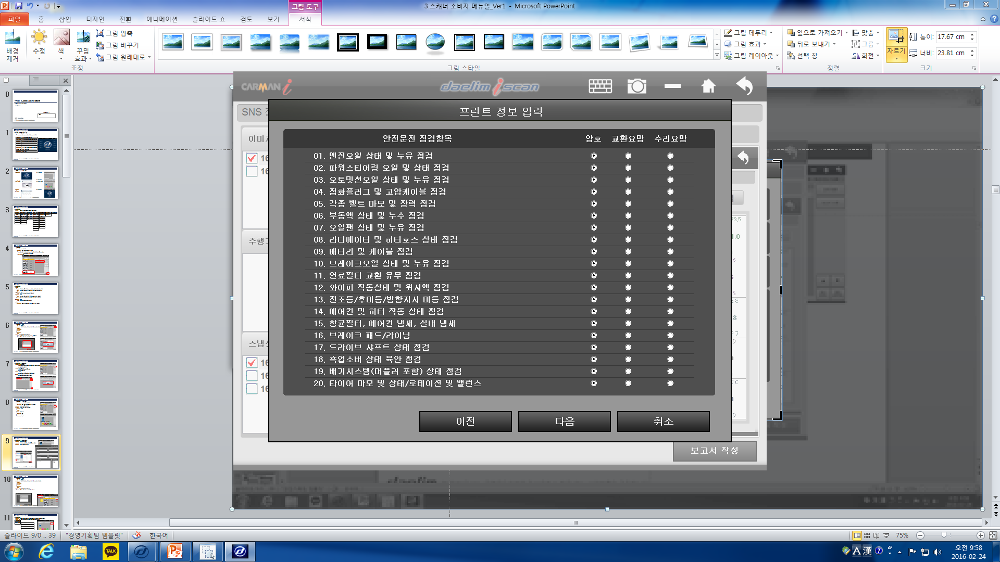 3.스캐너 소비자 메뉴얼_Ver1 - Microsoft PowerPoint
그림 도구
파일 홈 삽입 디자인 전환 애니메이션 슬라이드 쇼 검토 보기 서식
배경 제거
수정
색
꾸밈 효과
그림 압축
그림 바꾸기
그림 원래대로
조정
그림 스타일
그림 테두리
그림 효과
그림 레이아웃
앞으로 가져오기
뒤로 보내기
선택 창
맞춤
그룹
회전
정렬
자르기
높이: 17.67 cm
너비: 23.81 cm
크기
CARMAN i
daelim iscan
SNS
프린트 정보 입력
안전운전 점검항목 양호 교환요망 수리요망
01. 엔진오일 상태 및 누유 점검
02. 파워스티어링 오일 및 상태 점검
03. 오토밋션오일 상태 및 누유 점검
04. 점화플러그 및 고압케이블 점검
05. 각종 벨트 마모 및 장력 점검
06. 부동액 상태 및 누수 점검
07. 오일팬 상태 및 누유 점검
08. 라디에이터 및 히터호스 상태 점검
09. 배터리 및 케이블 점검
10. 브레이크오일 상태 및 누유 점검
11. 연료필터 교환 유무 점검
12. 와이퍼 작동상태 및 워셔액 점검
13. 전조등/후미등/방향지시 미등 점검
14. 에어컨 및 히터 작동 상태 점검
15. 항균필터, 에어컨 냄새, 실내 냄새
16. 브레이크 패드/라이닝
17. 드라이브 샤프트 상태 점검
18. 쇽업소버 상태 육안 점검
19. 배기시스템(머플러 포함) 상태 점검
20. 타이어 마모 및 상태/로테이션 및 밸런스
이전 다음 취소
보고서 작성
0
1
2
3
4
5
6
7
8
9
10
11
슬라이드 9/0 .. 39 "경영기획팀 템플릿" 한국어 75%
TALK
A 漢
오전 9:58
2016-02-24